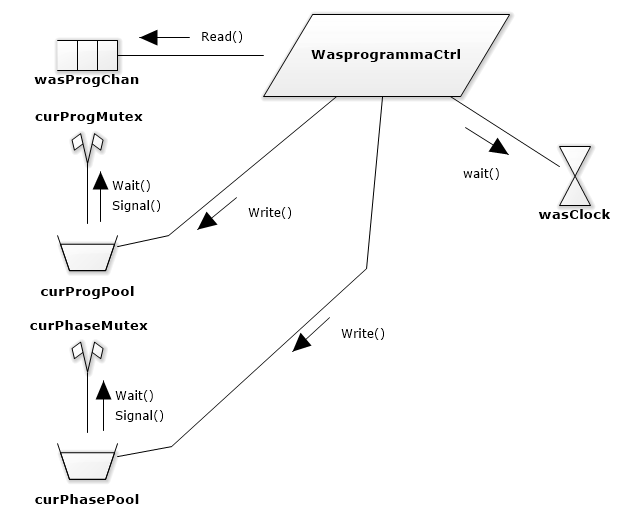 Read()
WasprogrammaCtrl
wasProgChan
curProgMutex
wait()
Wait()
Signal()
Write()
wasClock
curProgPool
curPhaseMutex
Write()
Wait()
Signal()
curPhasePool